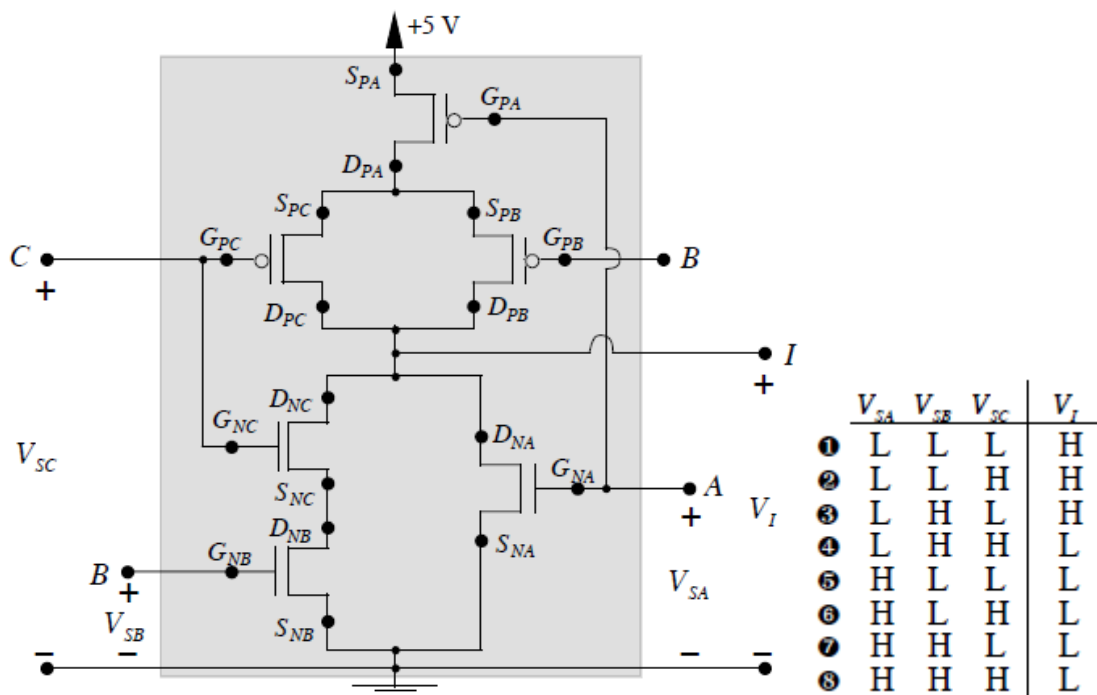 +5 V
S_PA
G_PA
D_PA
S_PC S_PB
C G_PC G_PB B
+
D_PC D_PB
I
+
D_NC
G_NC D_NA
V_SC
S_NC G_NA A
+
V_I
D_NB
S_NA
B G_NB
+
V_SB
V_SA
S_NB
− − − −
V_SA V_SB V_SC V_I
❶ L L L H
❷ L L H H
❸ L H L H
❹ L H H L
❺ H L L L
❻ H L H L
❼ H H L L
❽ H H H L